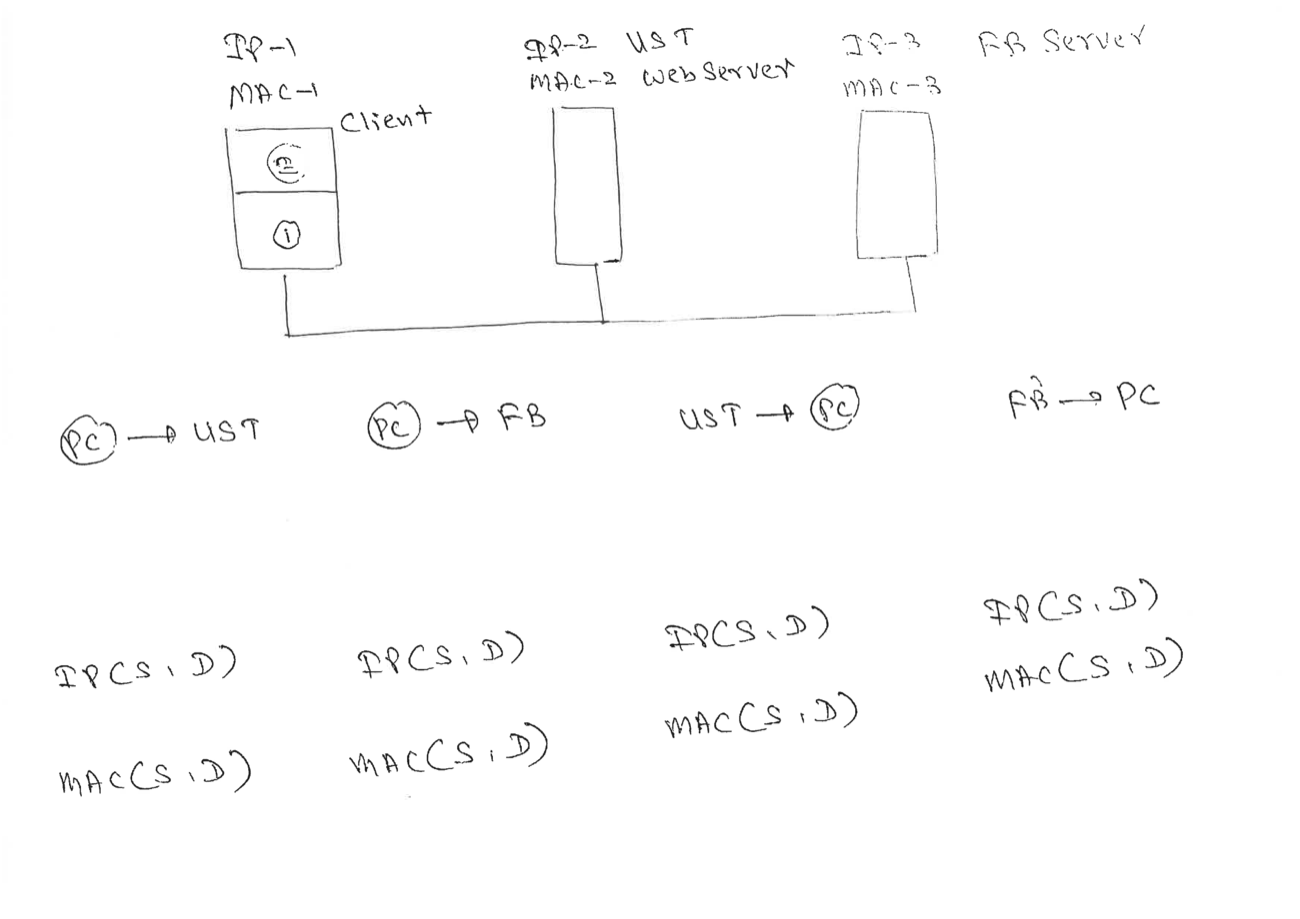 IP-1
MAC-1
Client
IP-2 UST
MAC-2 Web Server
IP-3 FB Server
MAC-3
1
PC → UST
PC → FB
UST → PC
FB → PC
IP(S, D)
MAC(S, D)
IP(S, D)
MAC(S, D)
IP(S, D)
MAC(S, D)
IP(S, D)
MAC(S, D)